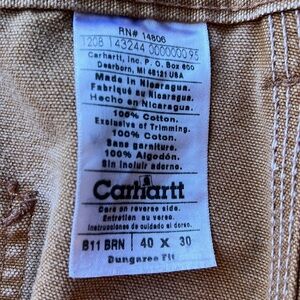 RN# 14806
1208 143244 0000000095
Carhartt, Inc. P.O. Box 600
Dearborn, MI 48121 USA
Made in Nicaragua.
Fabriqué au Nicaragua.
Hecho en Nicaragua.
100% Cotton.
Exclusive of Trimming.
100% Coton.
Sans garniture.
100% Algodón.
Sin incluir adorno.
Carhartt
Care on reverse side.
Entretien au verso.
Instrucciones de cuidado al dorso.
B11 BRN | 40 X 30
Dungaree Fit